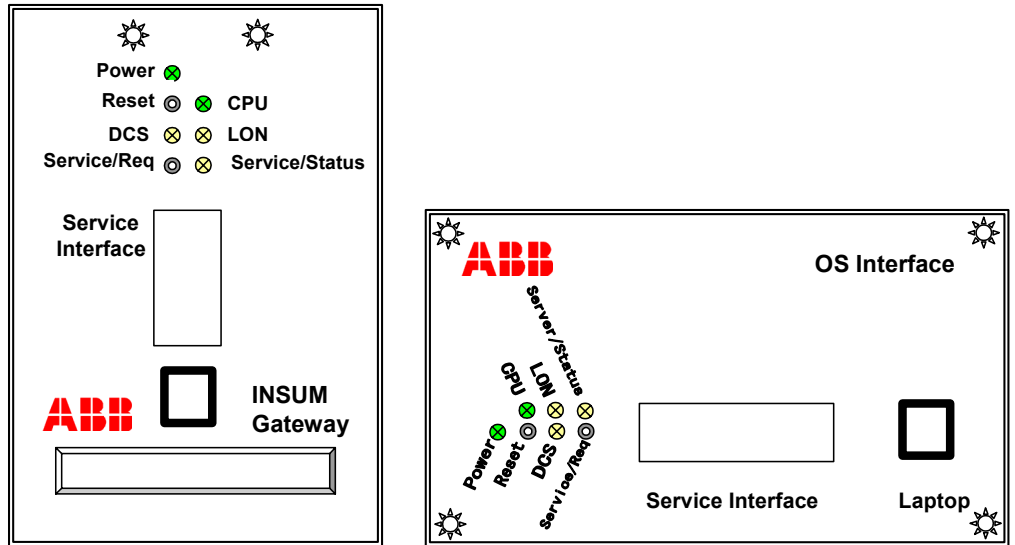 Power
Reset CPU
DCS LON
Service/Req Service/Status
Service
Interface
ABB
INSUM
Gateway
ABB
OS Interface
Server/Status
CPU LON
Power Reset DCS Service/Req
Service Interface Laptop